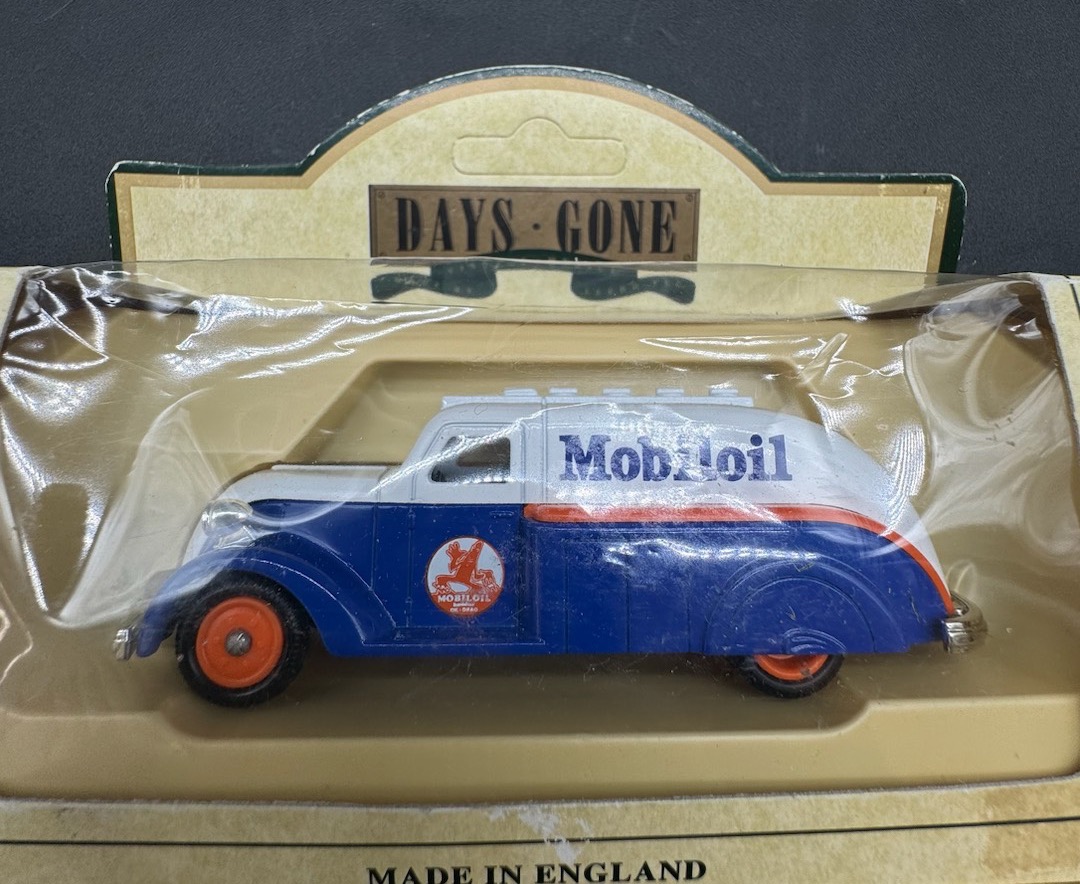 DAYS · GONE
Mobiloil
MOBILOIL
MADE IN ENGLAND